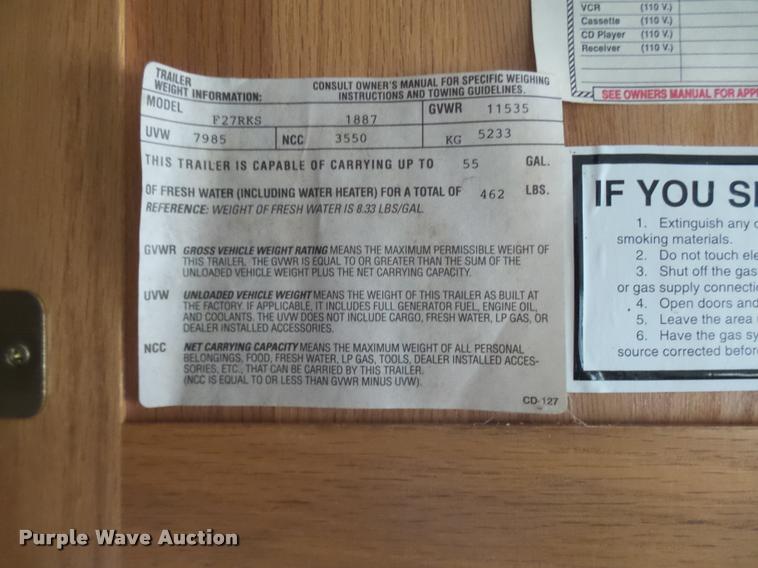 VCR (110 V.)
Cassette (110 V.)
CD Player (110 V.)
Receiver (110 V.)
SEE OWNERS MANUAL FOR
TRAILER
WEIGHT INFORMATION:
CONSULT OWNER'S MANUAL FOR SPECIFIC WEIGHING
INSTRUCTIONS AND TOWING GUIDELINES.
MODEL F27RKS 1887 GVWR 11535
UVW 7985 NCC 3550 KG 5233
THIS TRAILER IS CAPABLE OF CARRYING UP TO 55 GAL.
OF FRESH WATER (INCLUDING WATER HEATER) FOR A TOTAL OF 462 LBS.
REFERENCE: WEIGHT OF FRESH WATER IS 8.33 LBS/GAL.
GVWR GROSS VEHICLE WEIGHT RATING MEANS THE MAXIMUM PERMISSIBLE WEIGHT OF
THIS TRAILER. THE GVWR IS EQUAL TO OR GREATER THAN THE SUM OF THE
UNLOADED VEHICLE WEIGHT PLUS THE NET CARRYING CAPACITY.
UVW UNLOADED VEHICLE WEIGHT MEANS THE WEIGHT OF THIS TRAILER AS BUILT AT
THE FACTORY. IF APPLICABLE, IT INCLUDES FULL GENERATOR FUEL, ENGINE OIL,
AND COOLANTS. THE UVW DOES NOT INCLUDE CARGO, FRESH WATER, LP GAS, OR
DEALER INSTALLED ACCESSORIES.
NCC NET CARRYING CAPACITY MEANS THE MAXIMUM WEIGHT OF ALL PERSONAL
BELONGINGS, FOOD, FRESH WATER, LP GAS, TOOLS, DEALER INSTALLED ACCES-
SORIES, ETC., THAT CAN BE CARRIED BY THIS TRAILER.
(NCC IS EQUAL TO OR LESS THAN GVWR MINUS UVW).
CD-127
IF YOU
1. Extinguish any
smoking materials.
2. Do not touch
3. Shut off the gas
or gas supply
4. Open doors and
5. Leave the area
6. Have the gas
source corrected
Purple Wave Auction